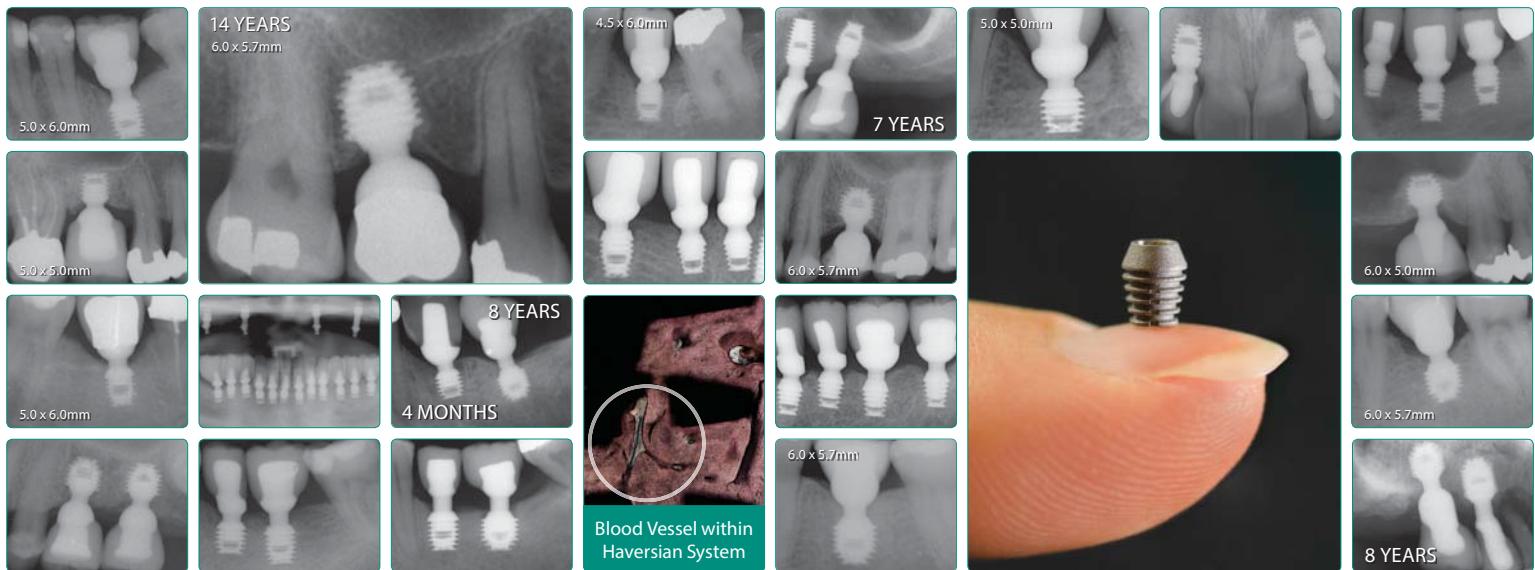 14 YEARS
6.0 x 5.7mm
4.5 x 6.0mm
5.0 x 5.0mm
5.0 x 6.0mm
7 YEARS
5.0 x 5.0mm
6.0 x 5.7mm
6.0 x 5.0mm
8 YEARS
5.0 x 6.0mm
4 MONTHS
6.0 x 5.7mm
6.0 x 5.7mm
Blood Vessel within
Haversian System
8 YEARS